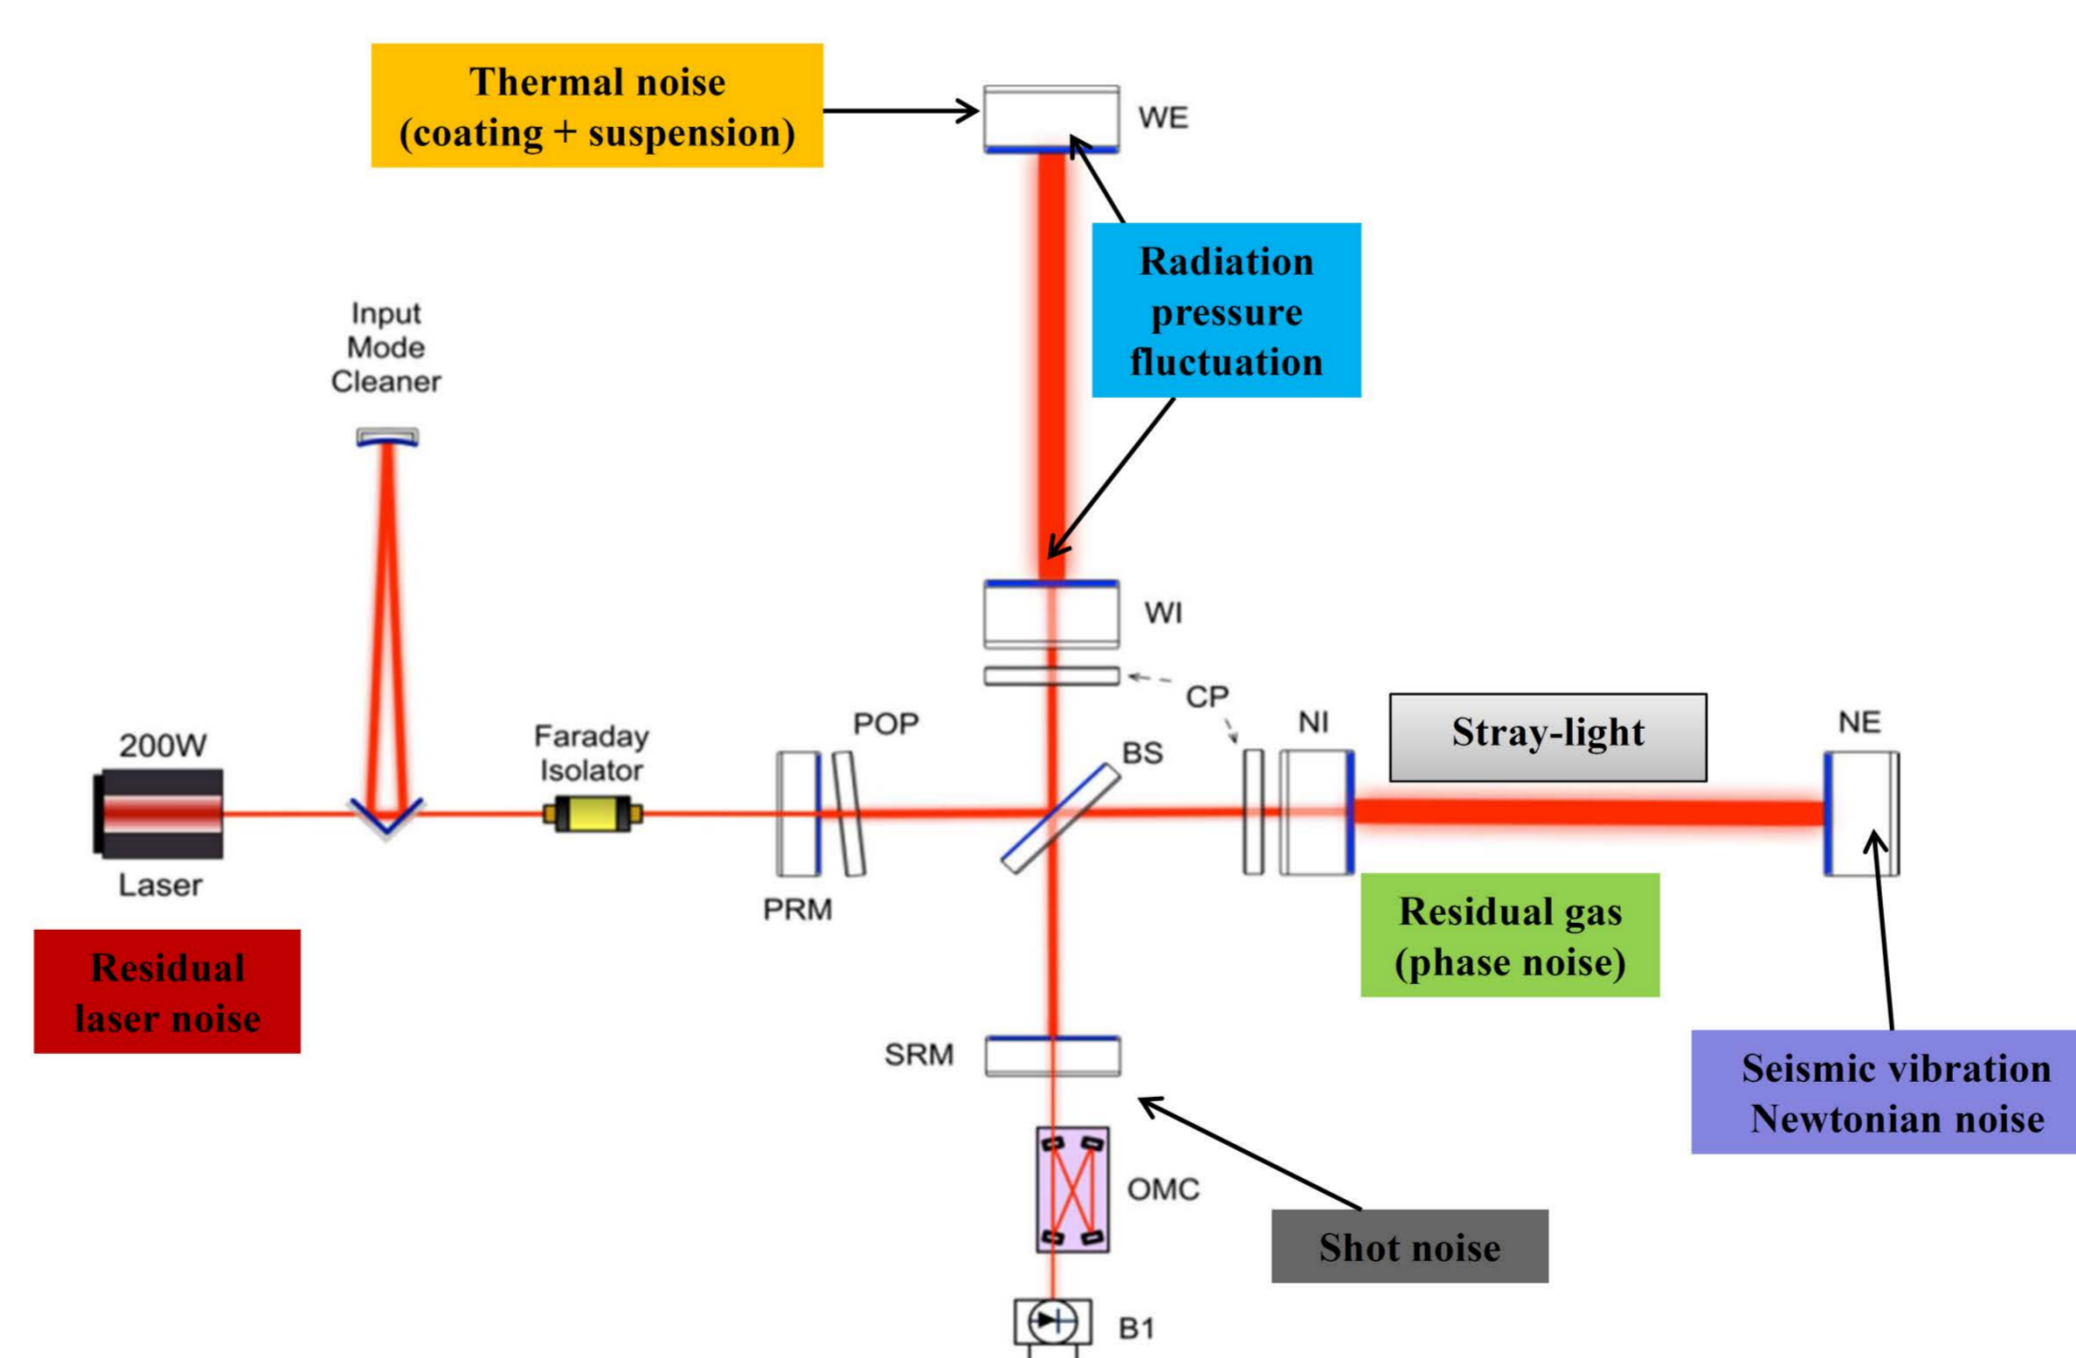 Thermal noise
(coating + suspension)
WE
Radiation
pressure
fluctuation
Input
Mode
Cleaner
WI
CP
200W
Laser
Faraday
Isolator
POP
PRM
BS
NI
Stray-light
NE
Residual
laser noise
Residual gas
(phase noise)
SRM
Seismic vibration
Newtonian noise
OMC
Shot noise
B1